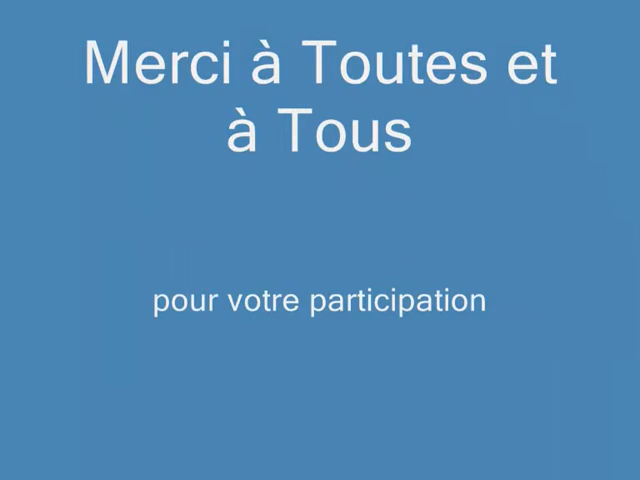 Merci à Toutes et
à Tous
pour votre participation